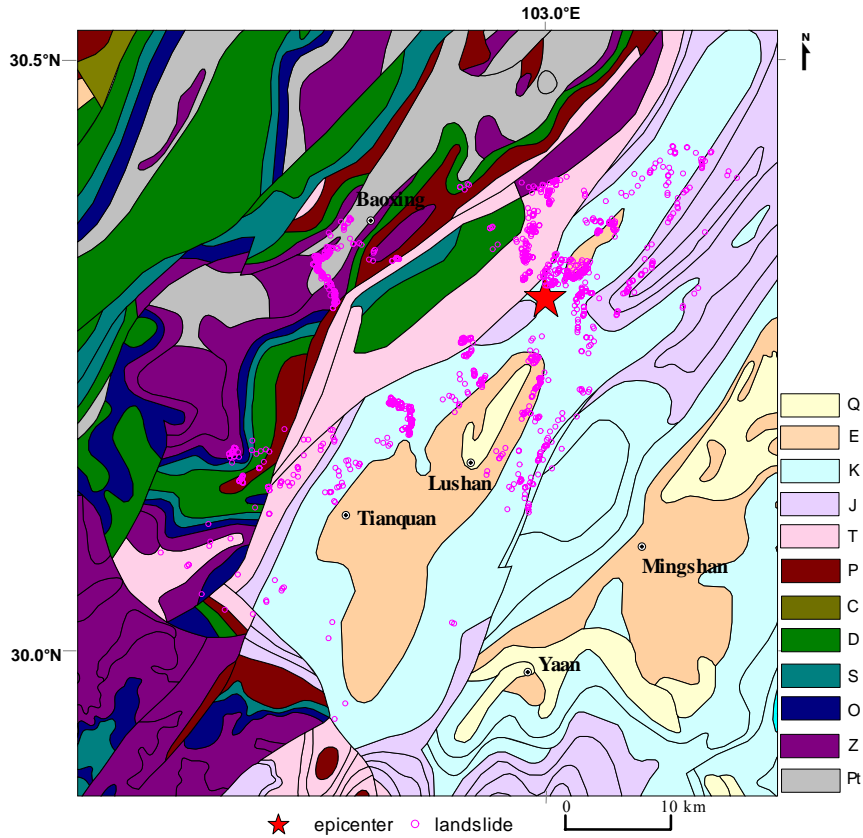 103.0°E
30.5°N
N
Baoxing
Q
E
K
Lushan
J
Tianquan
T
Mingshan
P
C
30.0°N
D
Yaan
S
O
Z
Pt
0 10 km
epicenter landslide